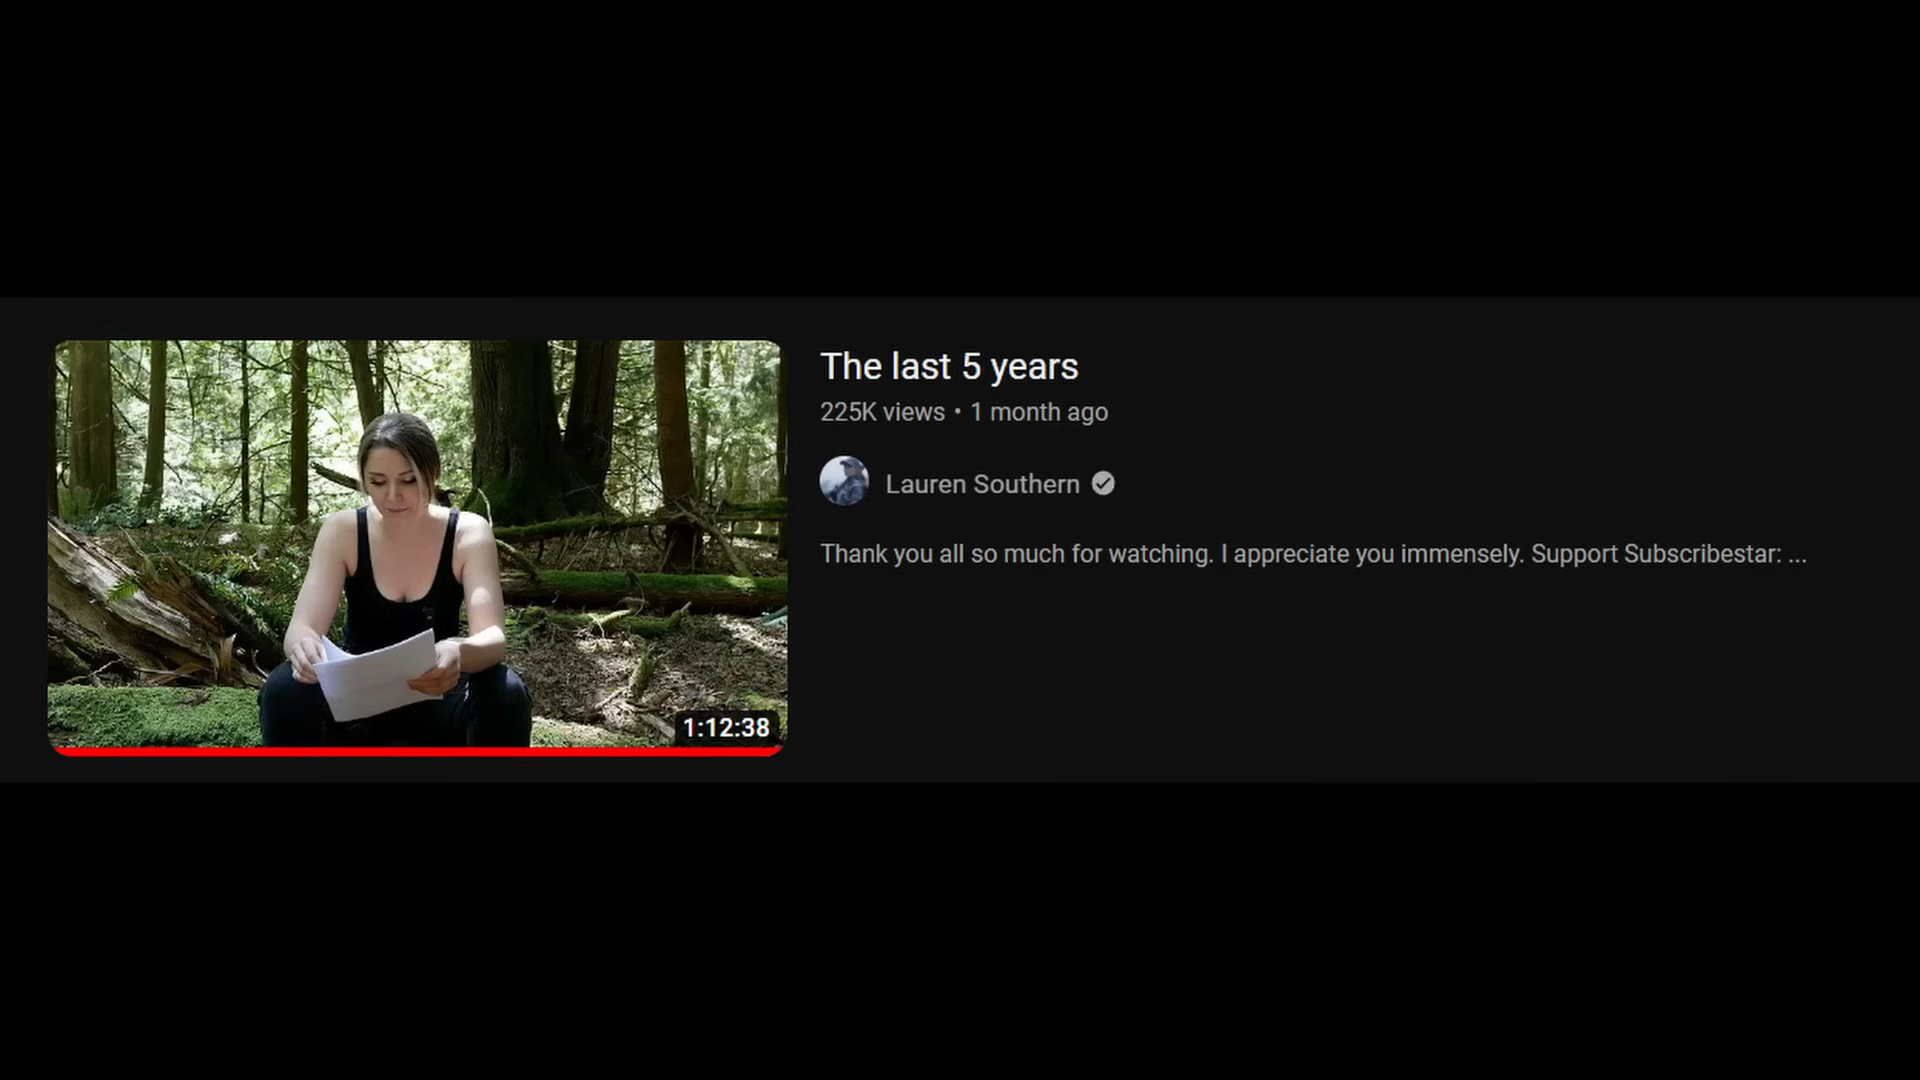 The last 5 years
225K views • 1 month ago
Lauren Southern
Thank you all so much for watching. I appreciate you immensely. Support Subscribestar: ...
1:12:38